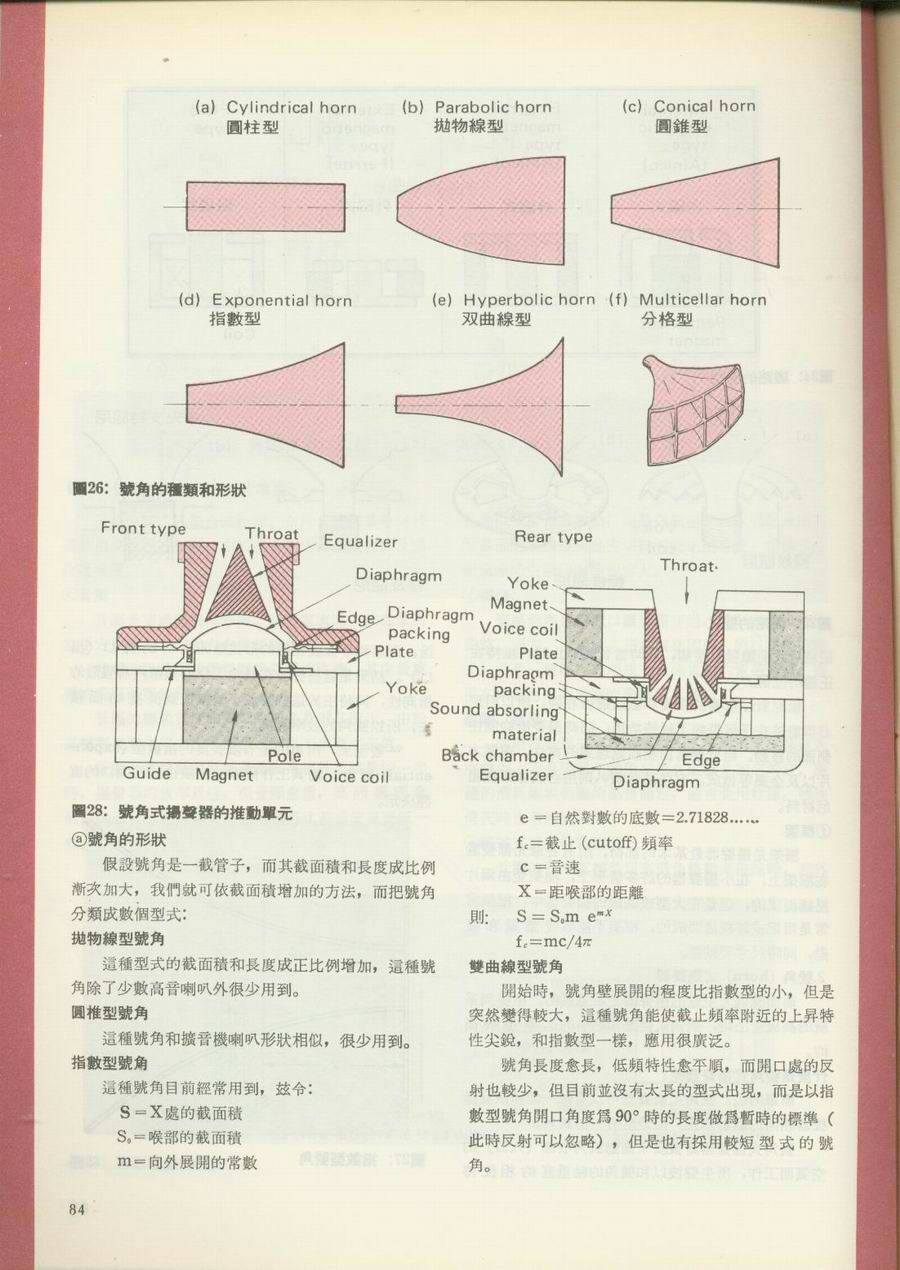 (a) Cylindrical horn
圓柱型
(b) Parabolic horn
拋物線型
(c) Conical horn
圓錐型
(d) Exponential horn
指數型
(e) Hyperbolic horn
双曲線型
(f) Multicellar horn
分格型
圖26：號角的種類和形狀
Front type
Throat
Equalizer
Diaphragm
Edge
Diaphragm
packing
Plate
Yoke
Pole
Guide
Magnet
Voice coil
Rear type
Throat
Yoke
Magnet
Voice coil
Plate
Diaphragm
packing
Sound absorling
material
Back chamber
Equalizer
Edge
Diaphragm
圖28：號角式揚聲器的推動單元
ⓐ號角的形狀
假設號角是一截管子，而其截面積和長度成比例
漸次加大，我們就可依截面積增加的方法，而把號角
分類成數個型式：
拋物線型號角
這種型式的截面積和長度成正比例增加，這種號
角除了少數高音喇叭外很少用到。
圓椎型號角
這種號角和擴音機喇叭形狀相似，很少用到。
指數型號角
這種號角目前經常用到，玆令：
S＝X處的截面積
S₀＝喉部的截面積
m＝向外展開的常數
e＝自然對數的底數＝2.71828……
f_c＝截止 (cutoff) 頻率
c＝音速
X＝距喉部的距離
則: S＝S₀m e^{mX}
f_c＝mc/4π
雙曲線型號角
開始時，號角壁展開的程度比指數型的小，但是
突然變得較大，這種號角能使截止頻率附近的上昇特
性尖銳，和指數型一樣，應用很廣泛。
號角長度愈長，低頻特性愈平順，而開口處的反
射也較少，但目前並沒有太長的型式出現，而是以指
數型號角開口角度爲90°時的長度做爲暫時的標準（
此時反射可以忽略），但是也有採用較短型式的號
角。
84